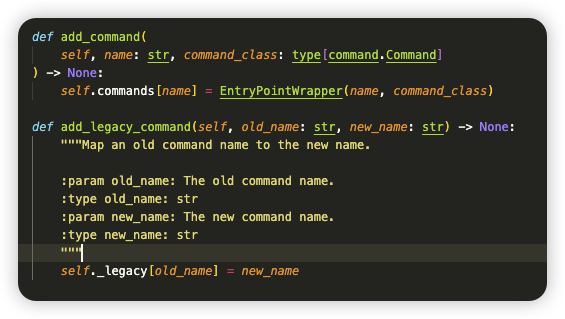 def add_command(
    self, name: str, command_class: type[command.Command]
) -> None:
    self.commands[name] = EntryPointWrapper(name, command_class)

def add_legacy_command(self, old_name: str, new_name: str) -> None:
    """Map an old command name to the new name.

    :param old_name: The old command name.
    :type old_name: str
    :param new_name: The new command name.
    :type new_name: str
    """
    self._legacy[old_name] = new_name